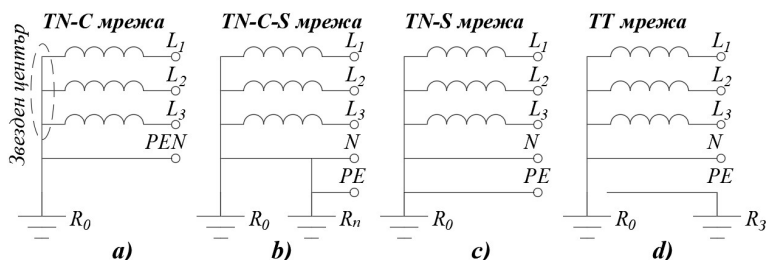 TN-C мрежа
TN-C-S мрежа
TN-S мрежа
TT мрежа
Звезден център
L1
L2
L3
PEN
R0
a)
L1
L2
L3
N
PE
R0
Rn
b)
L1
L2
L3
N
PE
R0
c)
L1
L2
L3
N
PE
R0
R3
d)